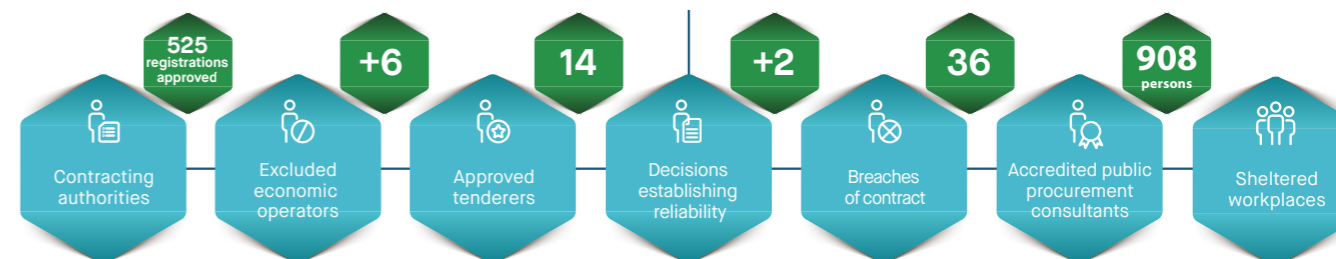 525
registrations
approved
+6
14
+2
36
908
persons
Contracting
authorities
Excluded
economic
operators
Approved
tenderers
Decisions
establishing
reliability
Breaches
of contract
Accredited public
procurement
consultants
Sheltered
workplaces